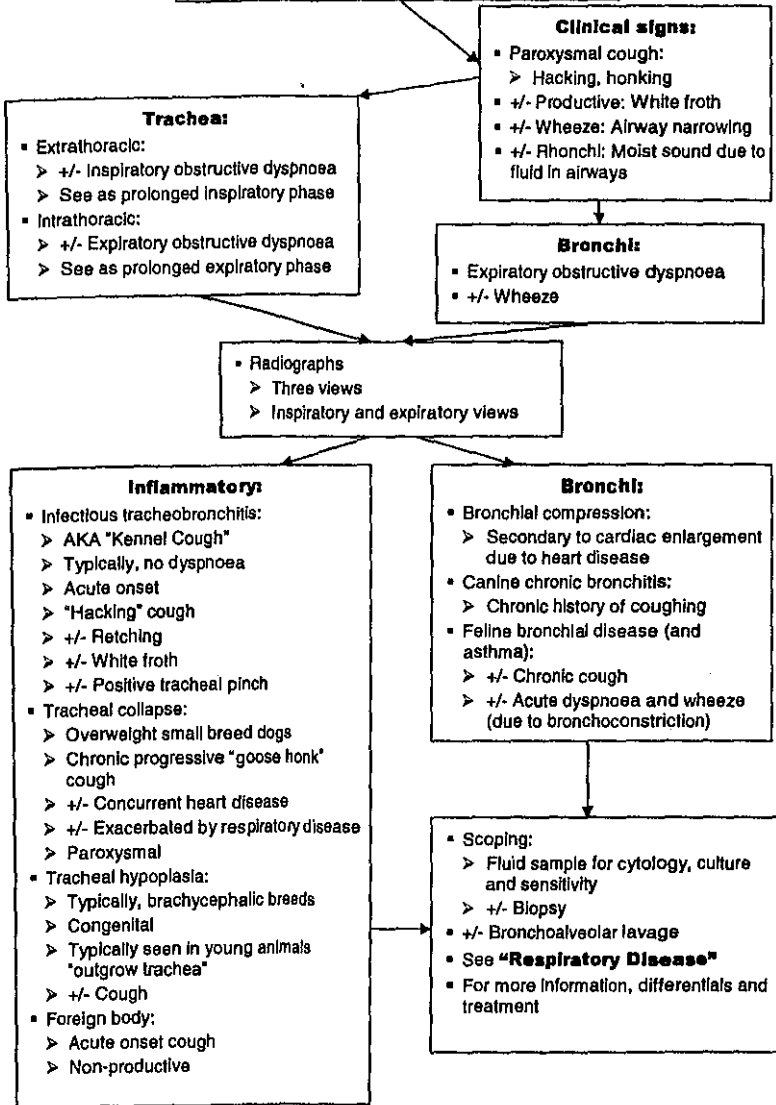 Clinical signs:
▪ Paroxysmal cough:
➤ Hacking, honking
▪ +/- Productive: White froth
▪ +/- Wheeze: Airway narrowing
▪ +/- Rhonchi: Moist sound due to
fluid in airways
Trachea:
▪ Extrathoracic:
➤ +/- Inspiratory obstructive dyspnoea
➤ See as prolonged inspiratory phase
▪ Intrathoracic:
➤ +/- Expiratory obstructive dyspnoea
➤ See as prolonged expiratory phase
Bronchi:
▪ Expiratory obstructive dyspnoea
▪ +/- Wheeze
▪ Radiographs
➤ Three views
➤ Inspiratory and expiratory views
Inflammatory:
▪ Infectious tracheobronchitis:
➤ AKA "Kennel Cough"
➤ Typically, no dyspnoea
➤ Acute onset
➤ "Hacking" cough
➤ +/- Retching
➤ +/- White froth
➤ +/- Positive tracheal pinch
▪ Tracheal collapse:
➤ Overweight small breed dogs
➤ Chronic progressive "goose honk"
cough
➤ +/- Concurrent heart disease
➤ +/- Exacerbated by respiratory disease
➤ Paroxysmal
▪ Tracheal hypoplasia:
➤ Typically, brachycephalic breeds
➤ Congenital
➤ Typically seen in young animals
"outgrow trachea"
➤ +/- Cough
▪ Foreign body:
➤ Acute onset cough
➤ Non-productive
Bronchi:
▪ Bronchial compression:
➤ Secondary to cardiac enlargement
due to heart disease
▪ Canine chronic bronchitis:
➤ Chronic history of coughing
▪ Feline bronchial disease (and
asthma):
➤ +/- Chronic cough
➤ +/- Acute dyspnoea and wheeze
(due to bronchoconstriction)
▪ Scoping:
➤ Fluid sample for cytology, culture
and sensitivity
➤ +/- Biopsy
▪ +/- Bronchoalveolar lavage
▪ See "Respiratory Disease"
▪ For more information, differentials and
treatment